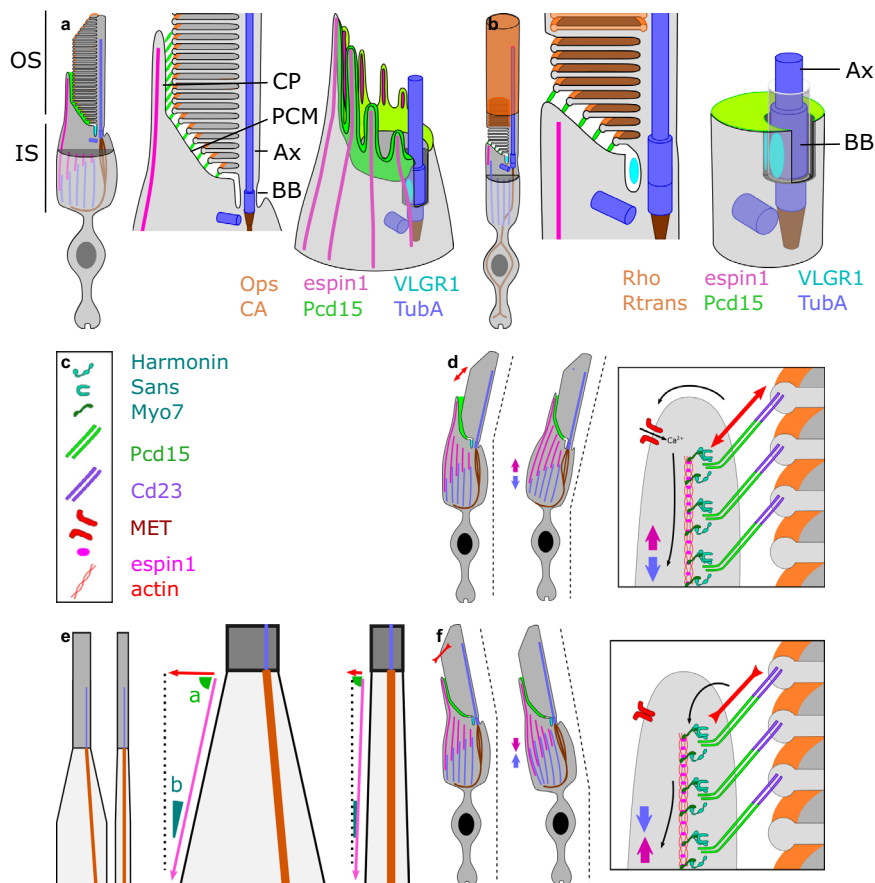 a
OS
IS
CP
PCM
Ax
BB
Ops espin1 VLGR1
CA Pcd15 TubA
b
Ax
BB
Rho espin1 VLGR1
Rtrans Pcd15 TubA
c
Harmonin
Sans
Myo7
Pcd15
Cd23
MET
espin1
actin
d
Ca²⁺
e
a
b
f